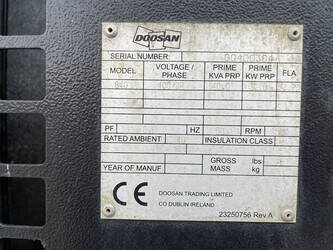 DOOSAN
SERIAL NUMBER
MODEL VOLTAGE / PHASE PRIME KVA PRP PRIME KW PRP FLA
PF HZ RPM
RATED AMBIENT INSULATION CLASS
YEAR OF MANUF GROSS MASS lbs kg
CE
DOOSAN TRADING LIMITED
CO DUBLIN IRELAND
23250756 Rev A